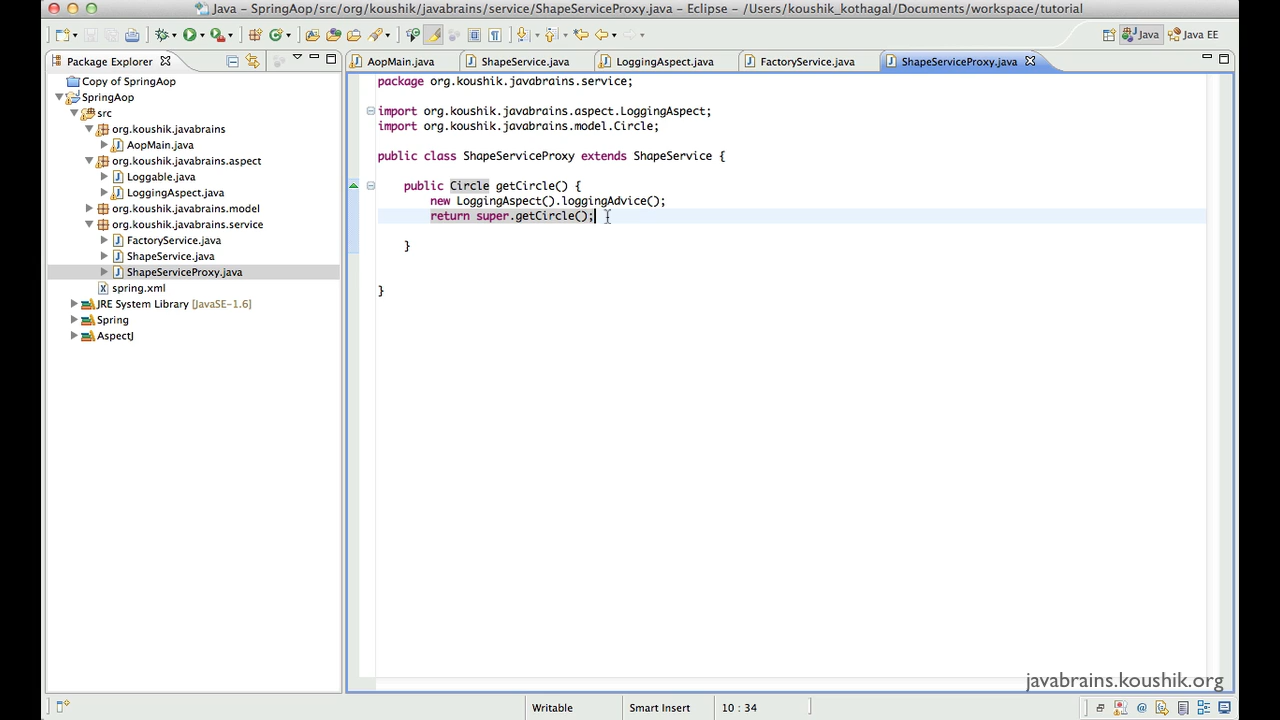 Java – SpringAop/src/org/koushik/javabrains/service/ShapeServiceProxy.java – Eclipse – /Users/koushik_kothagal/Documents/workspace/tutorial
Java
Java EE
Package Explorer
AopMain.java
ShapeService.java
LoggingAspect.java
FactoryService.java
ShapeServiceProxy.java
Copy of SpringAop
SpringAop
src
org.koushik.javabrains
AopMain.java
org.koushik.javabrains.aspect
Loggable.java
LoggingAspect.java
org.koushik.javabrains.model
org.koushik.javabrains.service
FactoryService.java
ShapeService.java
ShapeServiceProxy.java
spring.xml
JRE System Library [JavaSE-1.6]
Spring
AspectJ
package org.koushik.javabrains.service;
import org.koushik.javabrains.aspect.LoggingAspect;
import org.koushik.javabrains.model.Circle;
public class ShapeServiceProxy extends ShapeService {
public Circle getCircle() {
new LoggingAspect().loggingAdvice();
return super.getCircle();
}
}
javabrains.koushik.org
Writable
Smart Insert
10 : 34